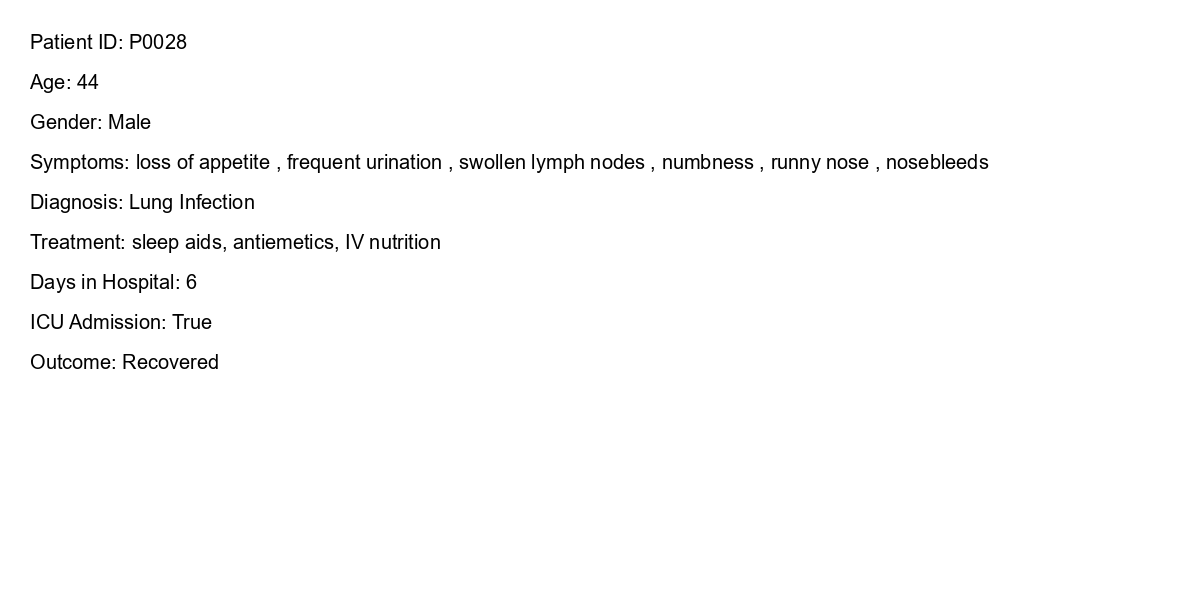 Patient ID: P0028
Age: 44
Gender: Male
Symptoms: loss of appetite , frequent urination , swollen lymph nodes , numbness , runny nose , nosebleeds
Diagnosis: Lung Infection
Treatment: sleep aids, antiemetics, IV nutrition
Days in Hospital: 6
ICU Admission: True
Outcome: Recovered